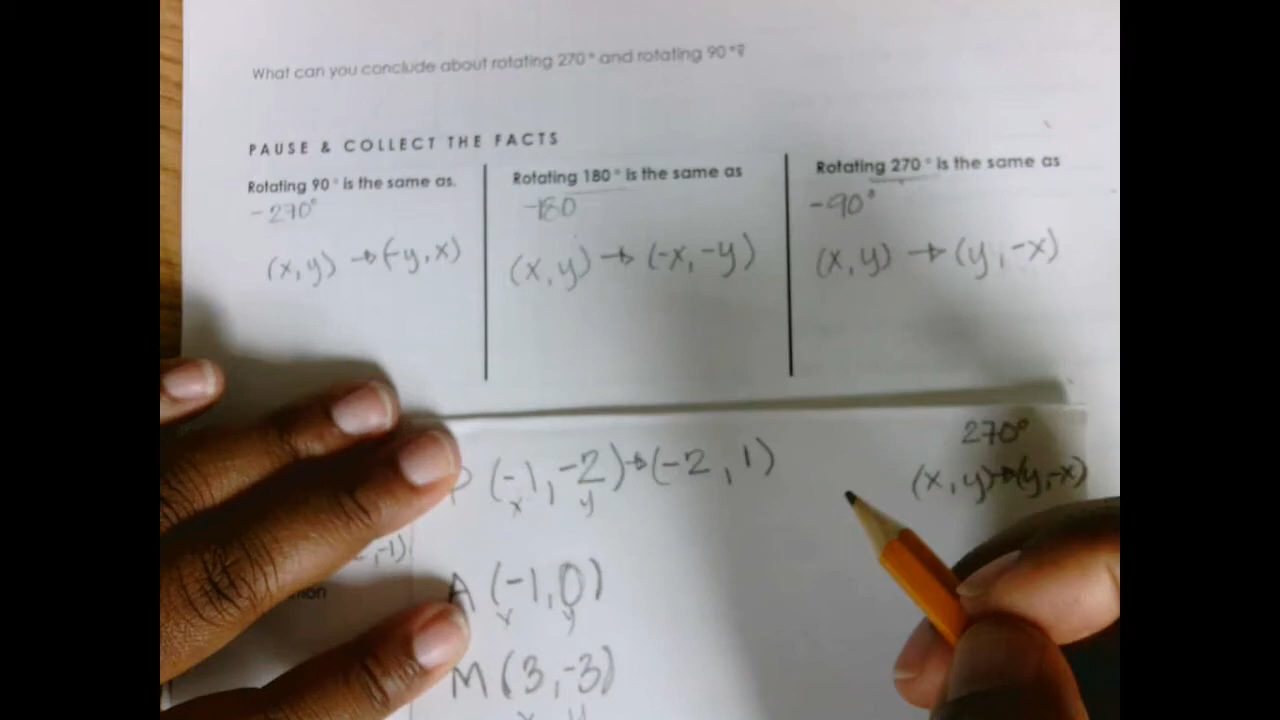 What can you conclude about rotating 270° and rotating 90°?
PAUSE & COLLECT THE FACTS
Rotating 90° is the same as.
-270°
(x,y) → (-y,x)
Rotating 180° is the same as
-180
(x,y) → (-x,-y)
Rotating 270° is the same as
-90°
(x,y) → (y,-x)
270°
(x,y)→(y,-x)
P (-1,-2)→(-2,1)
x y
,-1)
A (-1,0)
x y
M (3,-3)
x y